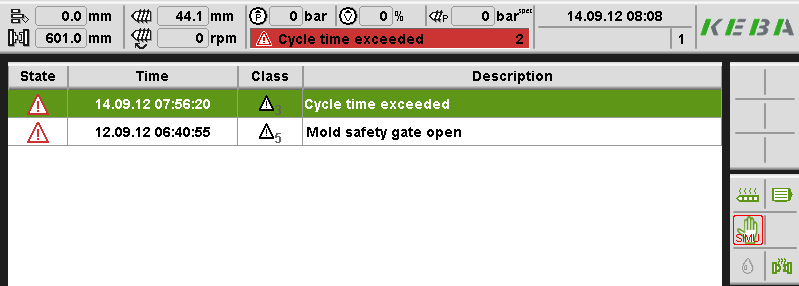 0.0 mm 44.1 mm P 0 bar V 0 % P 0 bar spec 14.09.12 08:08 KEBA
601.0 mm 0 rpm Cycle time exceeded 2 1
State Time Class Description
14.09.12 07:56:20 3 Cycle time exceeded
12.09.12 06:40:55 5 Mold safety gate open
SIMU